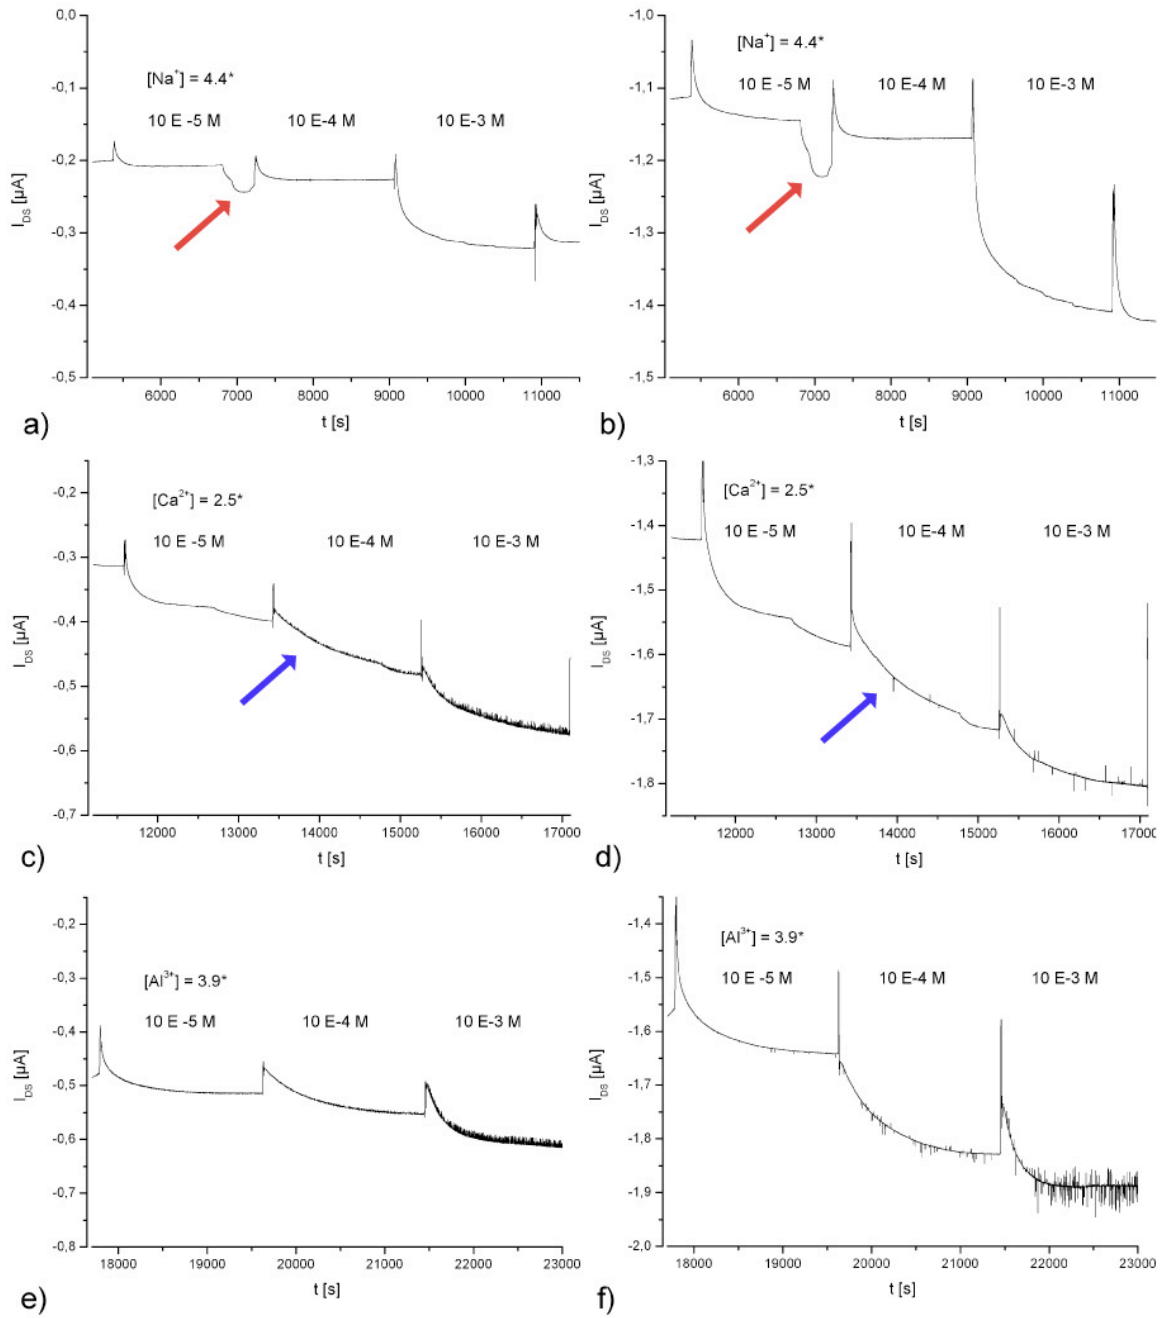 [Na⁺] = 4.4*
10 E -5 M 10 E-4 M 10 E-3 M
0,0
-0,1
-0,2
-0,3
-0,4
-0,5
I_DS [µA]
6000 7000 8000 9000 10000 11000
t [s]
a)
[Na⁺] = 4.4*
10 E -5 M 10 E-4 M 10 E-3 M
-1,0
-1,1
-1,2
-1,3
-1,4
-1,5
I_DS [µA]
6000 7000 8000 9000 10000 11000
t [s]
b)
[Ca²⁺] = 2.5*
10 E -5 M 10 E-4 M 10 E-3 M
-0,2
-0,3
-0,4
-0,5
-0,6
-0,7
I_DS [µA]
12000 13000 14000 15000 16000 17000
t [s]
c)
[Ca²⁺] = 2.5*
10 E -5 M 10 E-4 M 10 E-3 M
-1,3
-1,4
-1,5
-1,6
-1,7
-1,8
I_DS [µA]
12000 13000 14000 15000 16000 17000
t [s]
d)
[Al³⁺] = 3.9*
10 E -5 M 10 E-4 M 10 E-3 M
-0,2
-0,3
-0,4
-0,5
-0,6
-0,7
-0,8
I_DS [µA]
18000 19000 20000 21000 22000 23000
t [s]
e)
[Al³⁺] = 3.9*
10 E -5 M 10 E-4 M 10 E-3 M
-1,4
-1,5
-1,6
-1,7
-1,8
-1,9
-2,0
I_DS [µA]
18000 19000 20000 21000 22000 23000
t [s]
f)